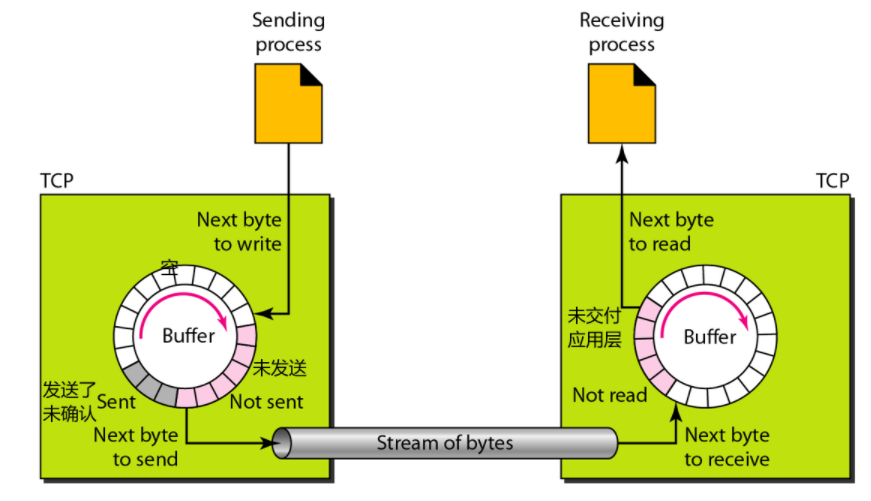 Sending
process
Receiving
process
TCP
TCP
Next byte
to write
Next byte
to read
空
Buffer
Buffer
未交付
应用层
未发送
发送了
未确认
Sent
Not sent
Not read
Next byte
to send
Stream of bytes
Next byte
to receive